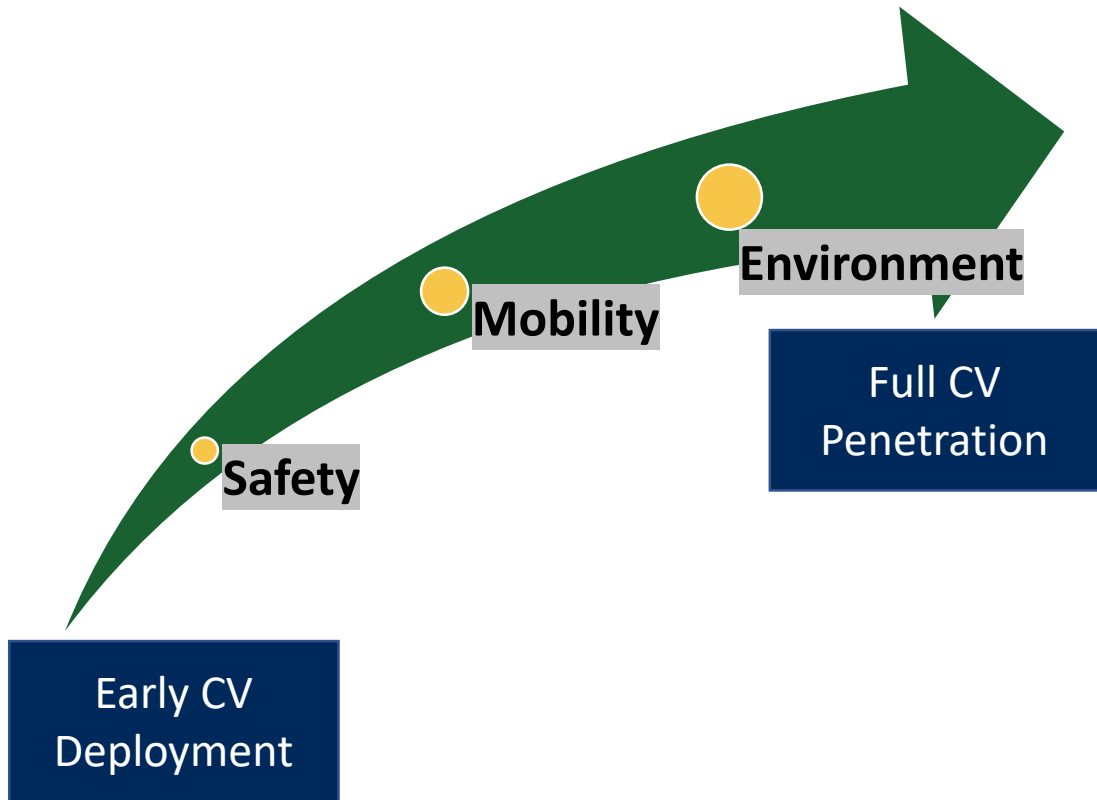 Environment
Mobility
Full CV
Penetration
Safety
Early CV
Deployment